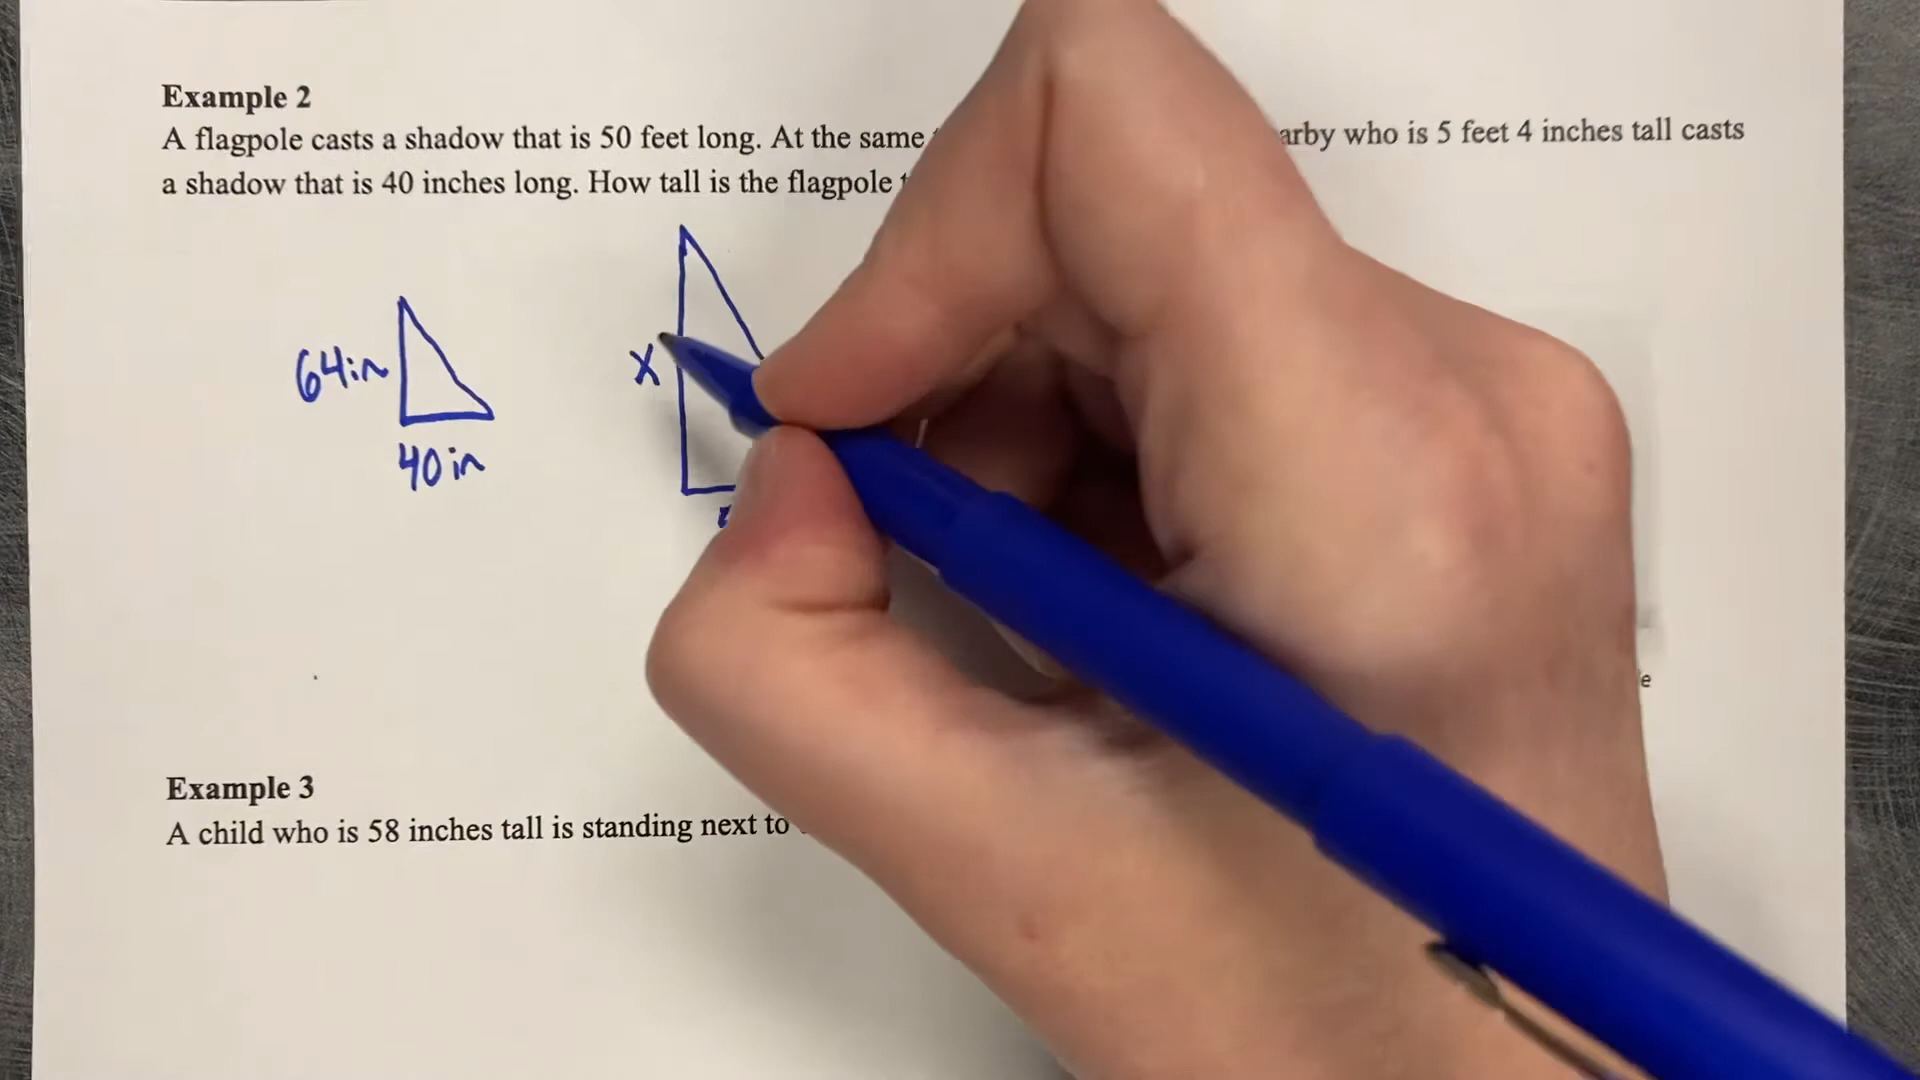 Example 2
A flagpole casts a shadow that is 50 feet long. At the same arby who is 5 feet 4 inches tall casts
a shadow that is 40 inches long. How tall is the flagpole
64in
40in
X
e
Example 3
A child who is 58 inches tall is standing next to